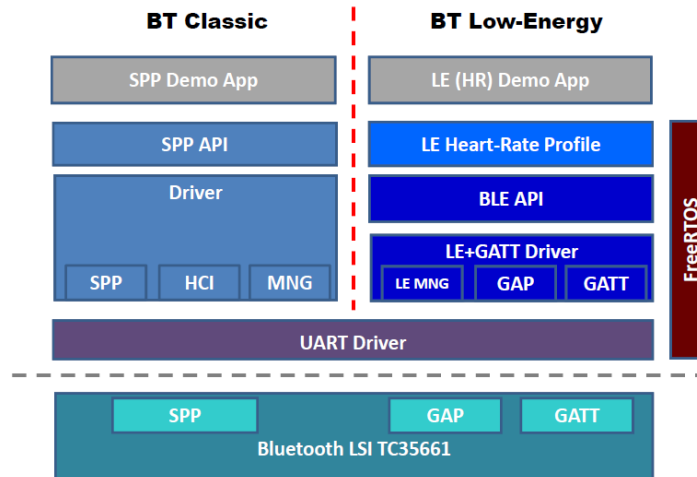 BT Classic
BT Low-Energy
SPP Demo App
LE (HR) Demo App
SPP API
LE Heart-Rate Profile
Driver
BLE API
LE+GATT Driver
SPP
HCI
MNG
LE MNG
GAP
GATT
FreeRTOS
UART Driver
SPP
GAP
GATT
Bluetooth LSI TC35661